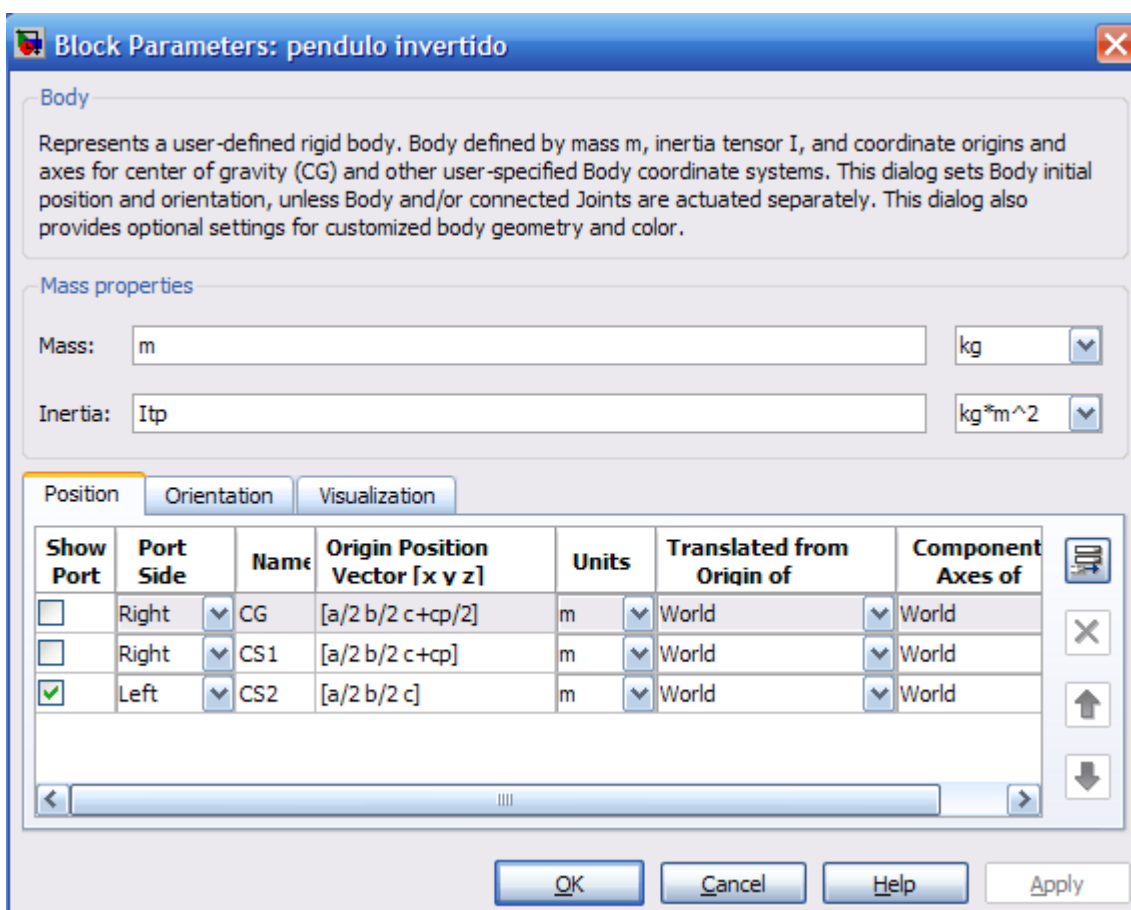 Block Parameters: pendulo invertido
Body
Represents a user-defined rigid body. Body defined by mass m, inertia tensor I, and coordinate origins and
axes for center of gravity (CG) and other user-specified Body coordinate systems. This dialog sets Body initial
position and orientation, unless Body and/or connected Joints are actuated separately. This dialog also
provides optional settings for customized body geometry and color.
Mass properties
Mass: m kg
Inertia: Itp kg*m^2
Position Orientation Visualization
Show Port Origin Position Translated from Component
Port Side Name Vector [x y z] Units Origin of Axes of
Right CG [a/2 b/2 c+cp/2] m World World
Right CS1 [a/2 b/2 c+cp] m World World
Left CS2 [a/2 b/2 c] m World World
OK Cancel Help Apply